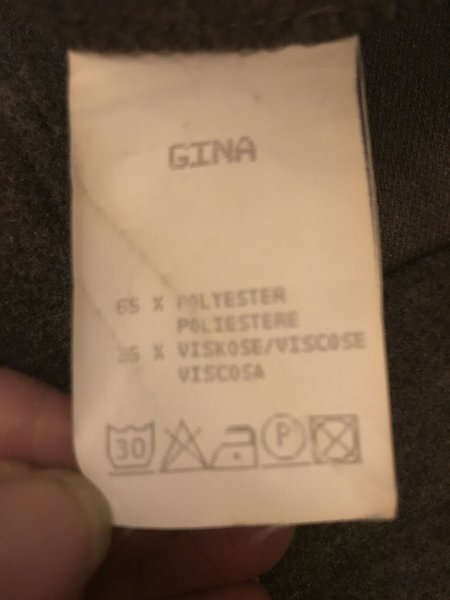 GINA
65 % POLYESTER
POLIESTERE
35 % VISKOSE/VISCOSE
VISCOSA
30 P